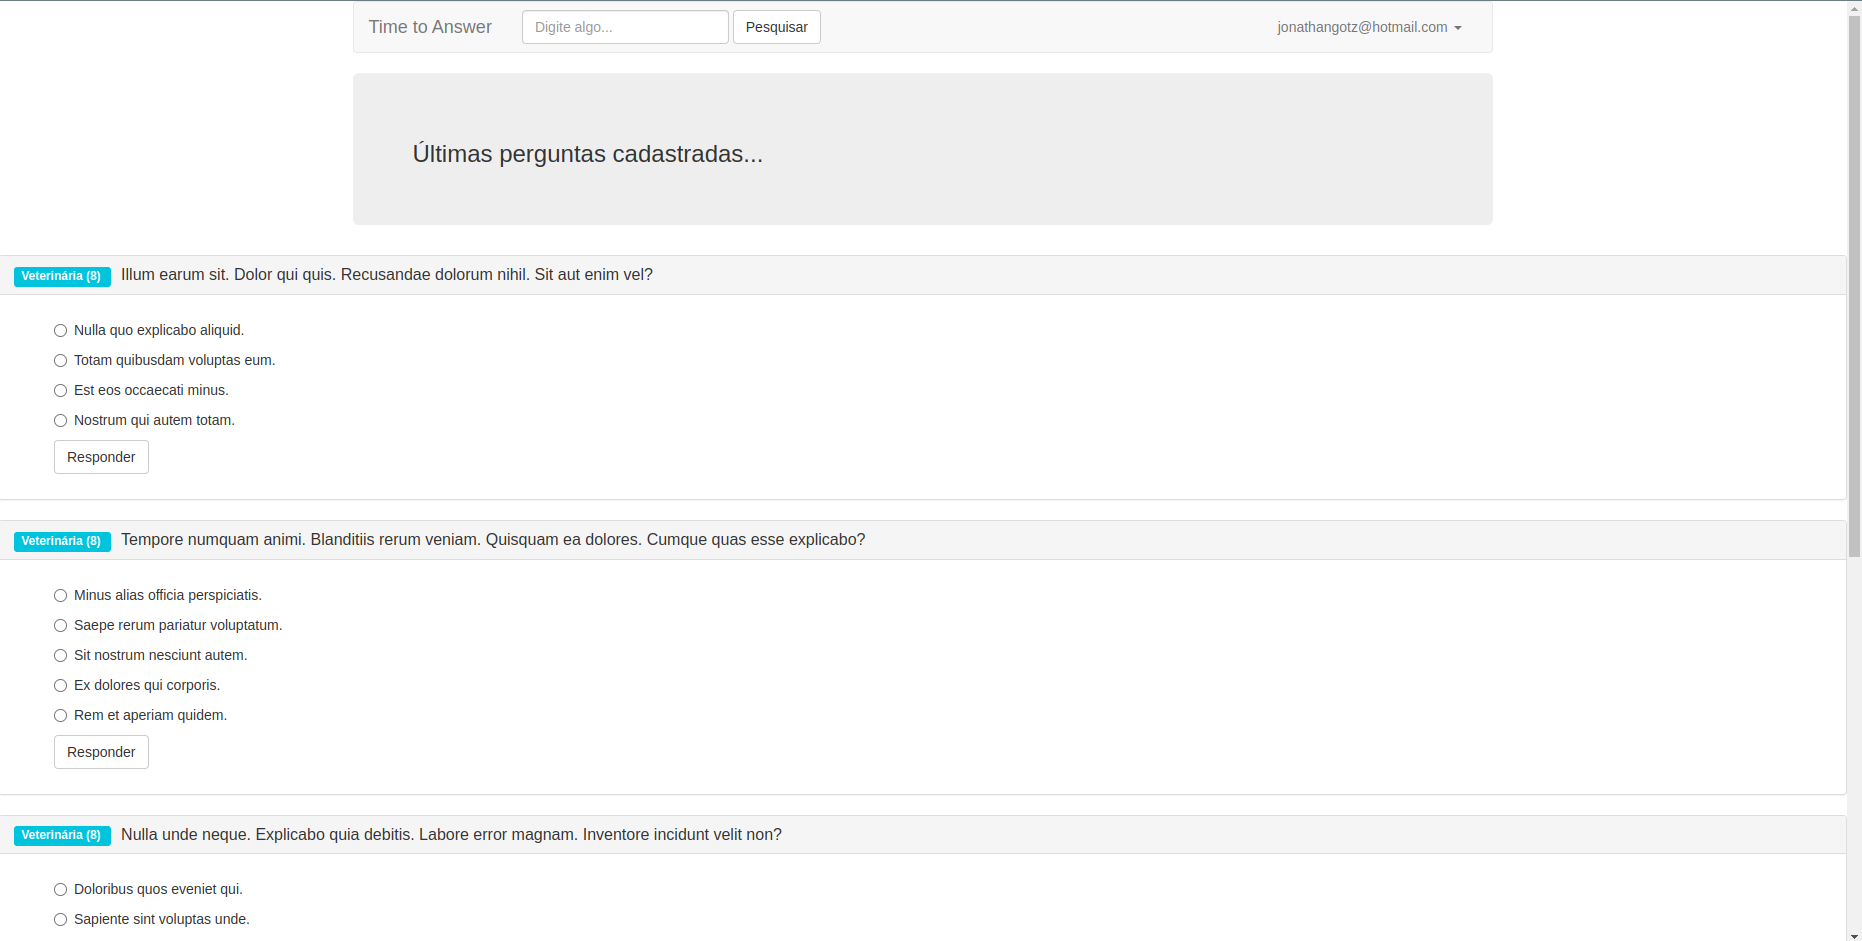 Time to Answer Digite algo... Pesquisar jonathangotz@hotmail.com
Últimas perguntas cadastradas...
Veterinária (8) Illum earum sit. Dolor qui quis. Recusandae dolorum nihil. Sit aut enim vel?
Nulla quo explicabo aliquid.
Totam quibusdam voluptas eum.
Est eos occaecati minus.
Nostrum qui autem totam.
Responder
Veterinária (8) Tempore numquam animi. Blanditiis rerum veniam. Quisquam ea dolores. Cumque quas esse explicabo?
Minus alias officia perspiciatis.
Saepe rerum pariatur voluptatum.
Sit nostrum nesciunt autem.
Ex dolores qui corporis.
Rem et aperiam quidem.
Responder
Veterinária (8) Nulla unde neque. Explicabo quia debitis. Labore error magnam. Inventore incidunt velit non?
Doloribus quos eveniet qui.
Sapiente sint voluptas unde.